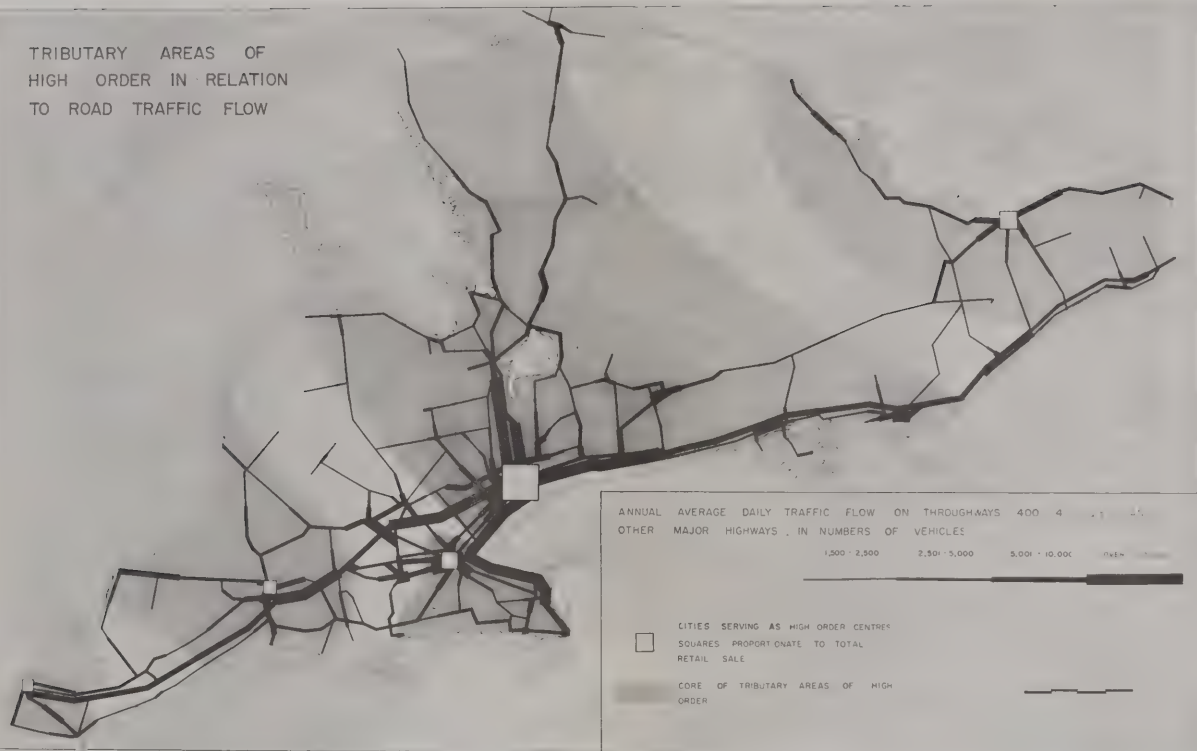 TRIBUTARY AREAS OF
HIGH ORDER IN RELATION
TO ROAD TRAFFIC FLOW
ANNUAL AVERAGE DAILY TRAFFIC FLOW ON THROUGHWAYS 400 4
OTHER MAJOR HIGHWAYS , IN NUMBERS OF VEHICLES
1,500 - 2,500 2,501 - 5,000 5,001 - 10,000 OVER
CITIES SERVING AS HIGH ORDER CENTRES
SQUARES PROPORTIONATE TO TOTAL
RETAIL SALE
CORE OF TRIBUTARY AREAS OF HIGH
ORDER